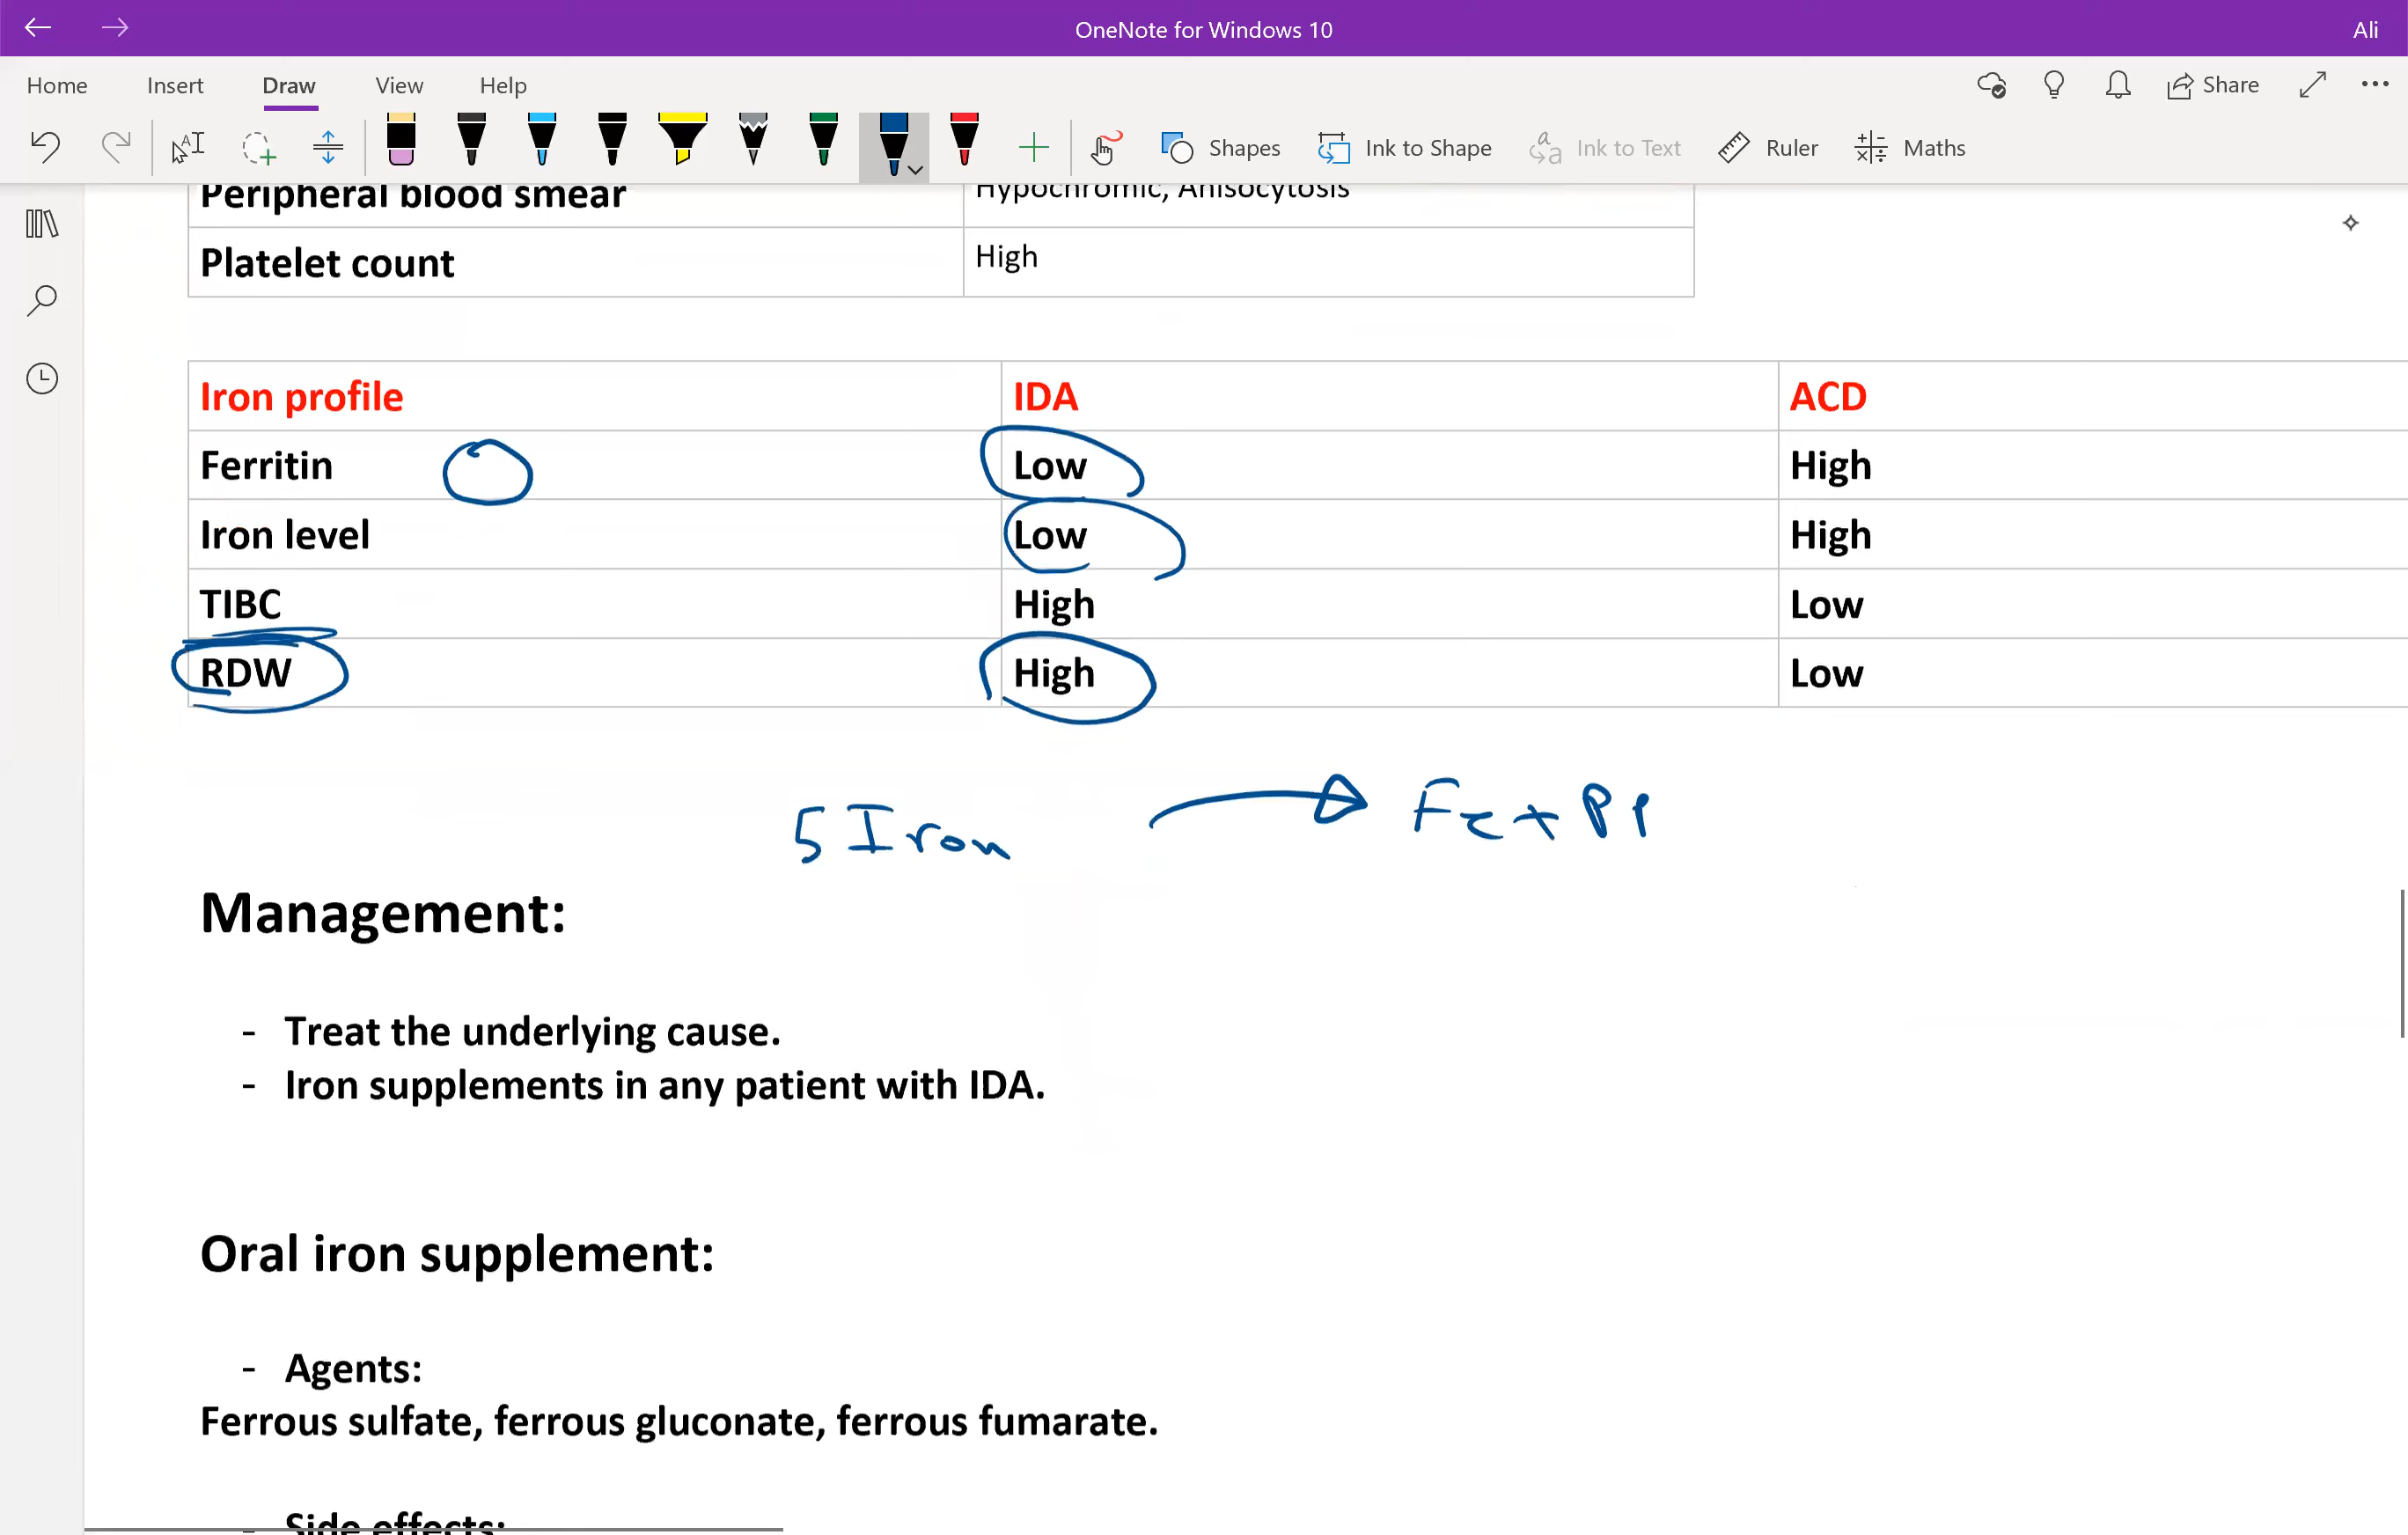 OneNote for Windows 10
Ali
Home Insert Draw View Help
Share
Shapes Ink to Shape Ink to Text Ruler Maths
Peripheral blood smear Hypochromic, Anisocytosis
Platelet count High
Iron profile IDA ACD
Ferritin Low High
Iron level Low High
TIBC High Low
RDW High Low
5 Iron
Management:
- Treat the underlying cause.
- Iron supplements in any patient with IDA.
Oral iron supplement:
- Agents:
Ferrous sulfate, ferrous gluconate, ferrous fumarate.
- Side effects: